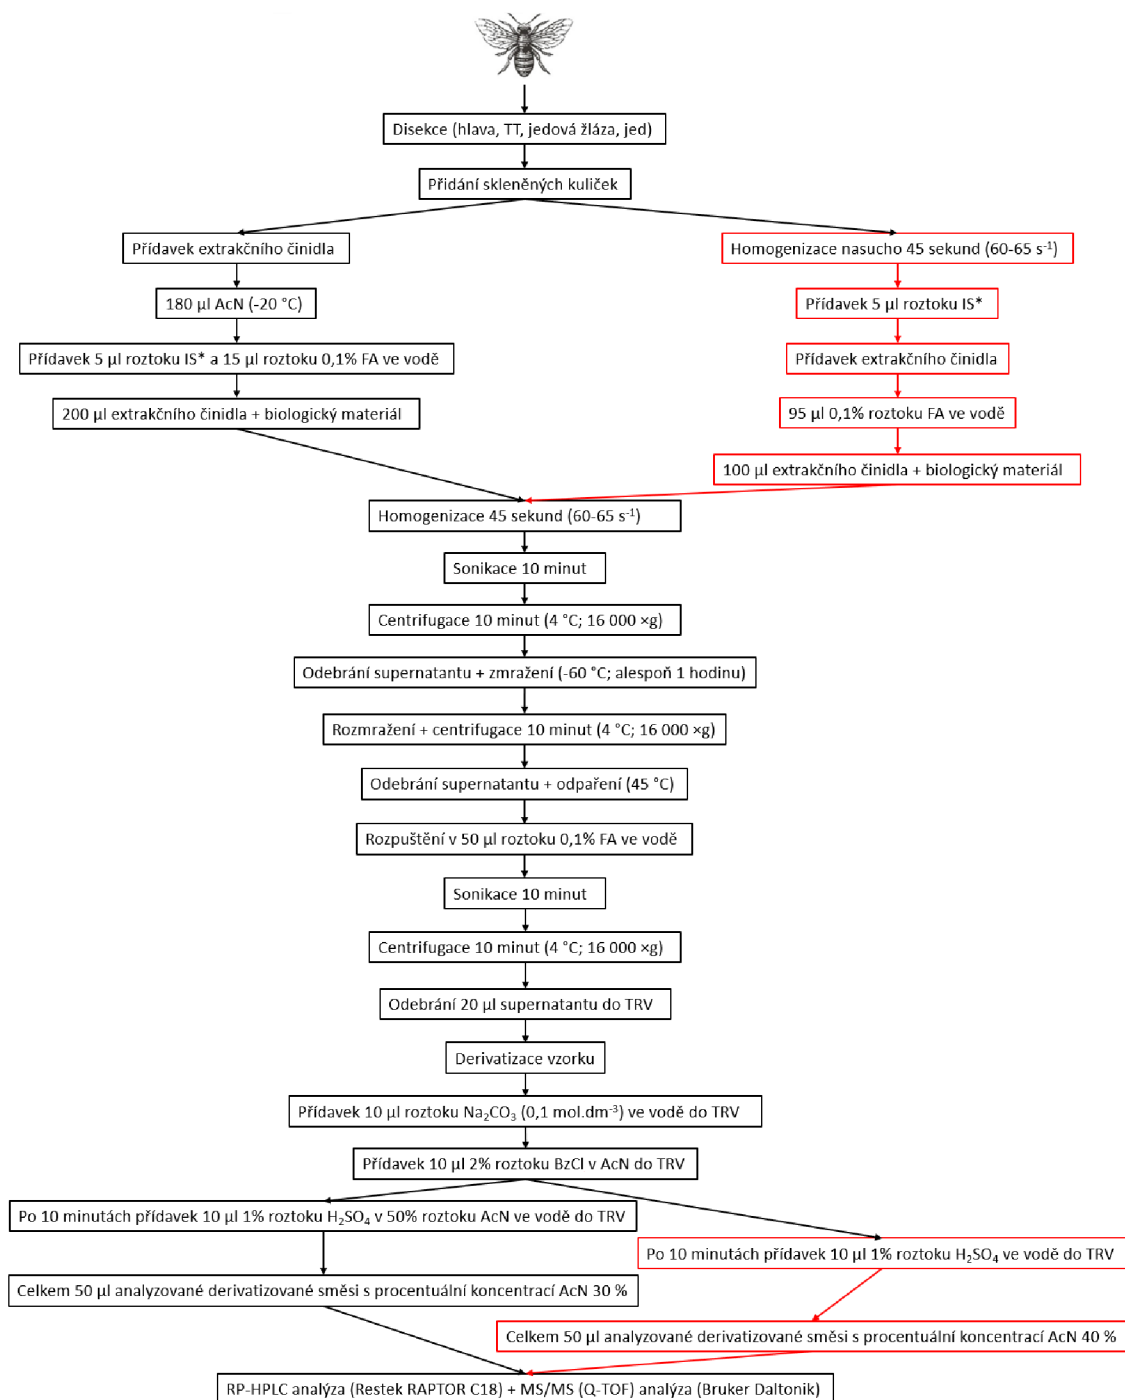 Disekce (hlava, TT, jedová žláza, jed)
Přidání skleněných kuliček
Přídavek extrakčního činidla
180 µl AcN (-20 °C)
Přídavek 5 µl roztoku IS* a 15 µl roztoku 0,1% FA ve vodě
200 µl extrakčního činidla + biologický materiál
Homogenizace nasucho 45 sekund (60-65 s⁻¹)
Přídavek 5 µl roztoku IS*
Přídavek extrakčního činidla
95 µl 0,1% roztoku FA ve vodě
100 µl extrakčního činidla + biologický materiál
Homogenizace 45 sekund (60-65 s⁻¹)
Sonikace 10 minut
Centrifugace 10 minut (4 °C; 16 000 ×g)
Odebrání supernatantu + zmražení (-60 °C; alespoň 1 hodinu)
Rozmražení + centrifugace 10 minut (4 °C; 16 000 ×g)
Odebrání supernatantu + odpaření (45 °C)
Rozpuštění v 50 µl roztoku 0,1% FA ve vodě
Sonikace 10 minut
Centrifugace 10 minut (4 °C; 16 000 ×g)
Odebrání 20 µl supernatantu do TRV
Derivatizace vzorku
Přídavek 10 µl roztoku Na₂CO₃ (0,1 mol.dm⁻³) ve vodě do TRV
Přídavek 10 µl 2% roztoku BzCl v AcN do TRV
Po 10 minutách přídavek 10 µl 1% roztoku H₂SO₄ v 50% roztoku AcN ve vodě do TRV
Celkem 50 µl analyzované derivatizované směsi s procentuální koncentrací AcN 30 %
Po 10 minutách přídavek 10 µl 1% roztoku H₂SO₄ ve vodě do TRV
Celkem 50 µl analyzované derivatizované směsi s procentuální koncentrací AcN 40 %
RP-HPLC analýza (Restek RAPTOR C18) + MS/MS (Q-TOF) analýza (Bruker Daltonik)